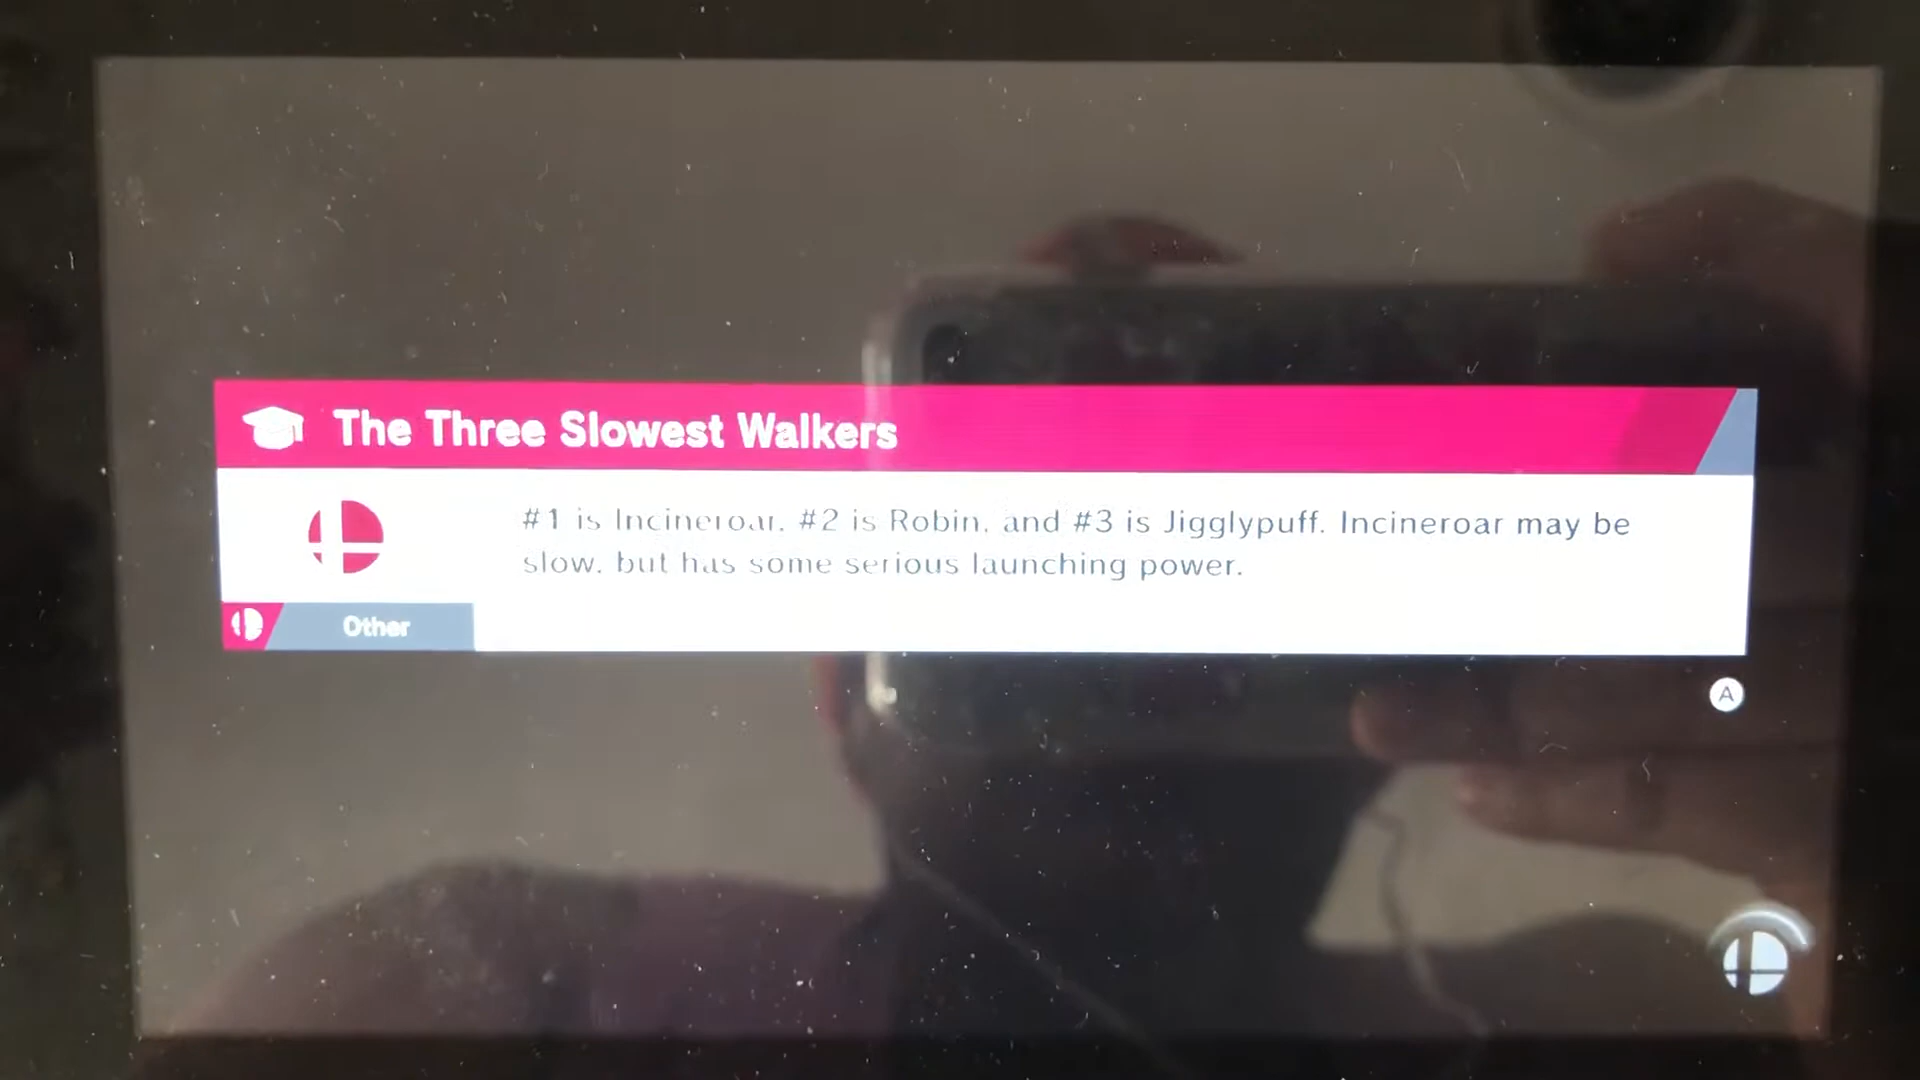 The Three Slowest Walkers
#1 is Incineroar, #2 is Robin, and #3 is Jigglypuff. Incineroar may be
slow, but has some serious launching power.
Other
A